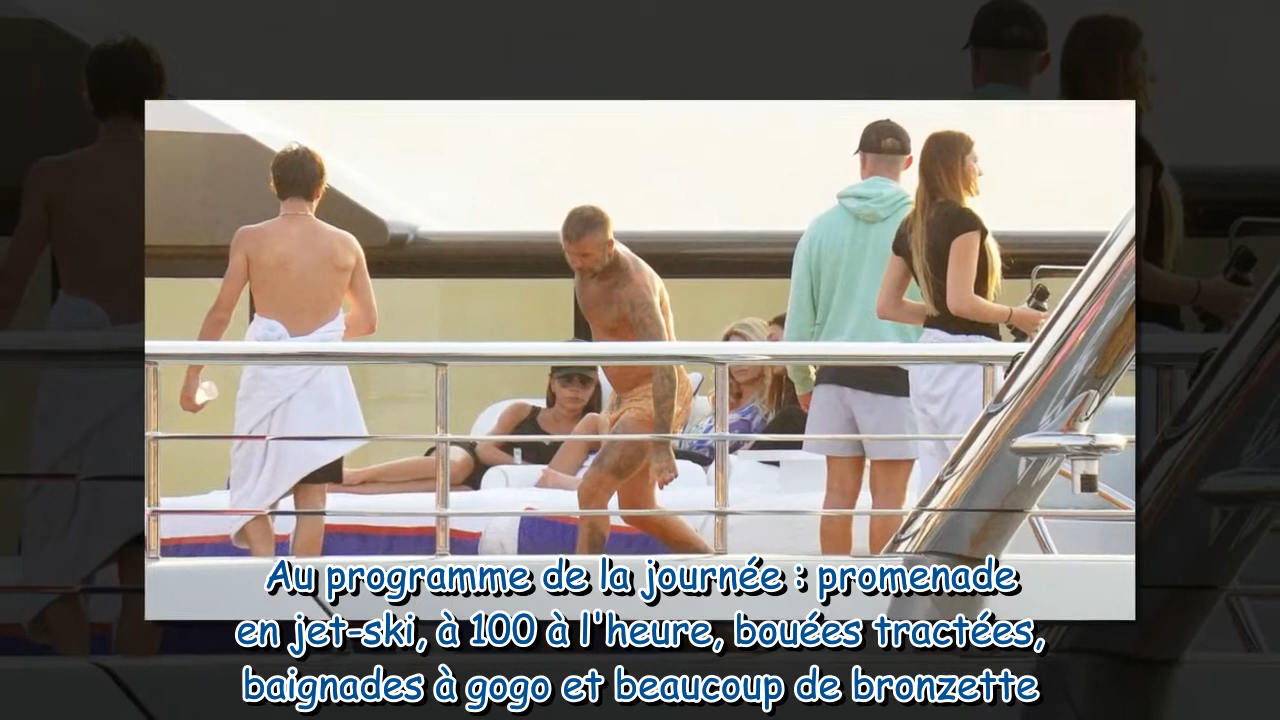 Au programme de la journée : promenade
en jet-ski, à 100 à l'heure, bouées tractées,
baignades à gogo et beaucoup de bronzette